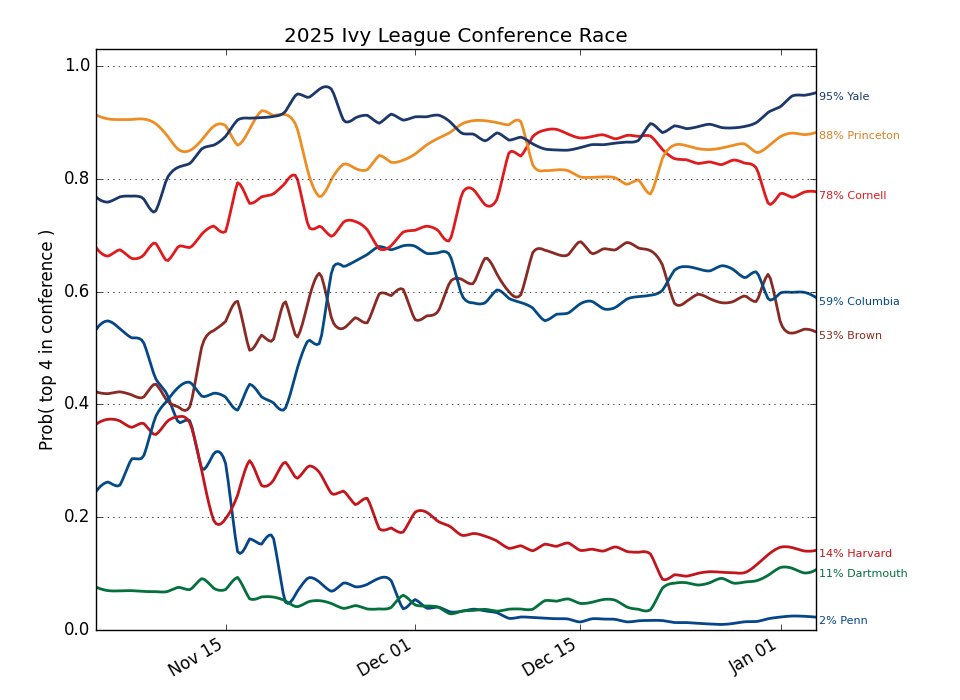 2025 Ivy League Conference Race
Prob( top 4 in conference )
1.0
0.8
0.6
0.4
0.2
0.0
Nov 15
Dec 01
Dec 15
Jan 01
95% Yale
88% Princeton
78% Cornell
59% Columbia
53% Brown
14% Harvard
11% Dartmouth
2% Penn